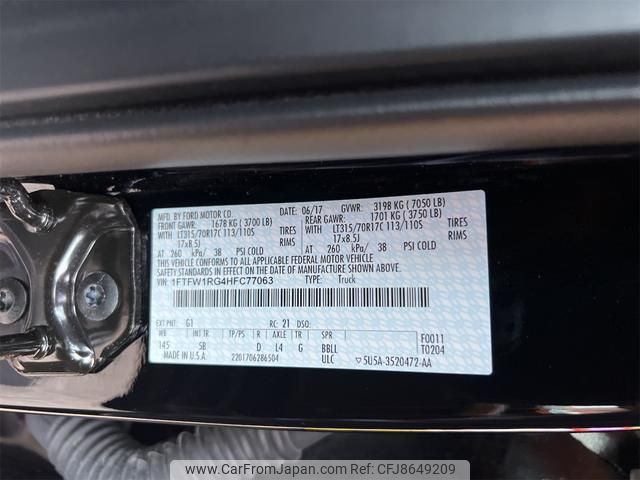 MFD. BY FORD MOTOR CO. DATE: 06/17 GVWR: 3198 KG (7050 LB)
FRONT GAWR: 1678 KG (3700 LB) REAR GAWR: 1701 KG (3750 LB)
WITH LT315/70R17C 113/110S TIRES WITH LT315/70R17C 113/110S TIRES
17x8.5J RIMS 17x8.5J RIMS
AT 260 kPa/ 38 PSI COLD AT 260 kPa/ 38 PSI COLD
THIS VEHICLE CONFORMS TO ALL APPLICABLE FEDERAL MOTOR VEHICLE
SAFETY STANDARDS IN EFFECT ON THE DATE OF MANUFACTURE SHOWN ABOVE.
VIN: 1FTFW1RG4HFC77063 TYPE: Truck
EXT PNT: G1 RC: 21 DSO:
WB INT TR TP/PS R AXLE TR SPR F0011
145 SB D L4 G BBLL T0204
MADE IN U.S.A. 2201706286504 ULC ▽5U5A-3520472-AA
www.CarFromJapan.com | Photo ID: CFJ8649209